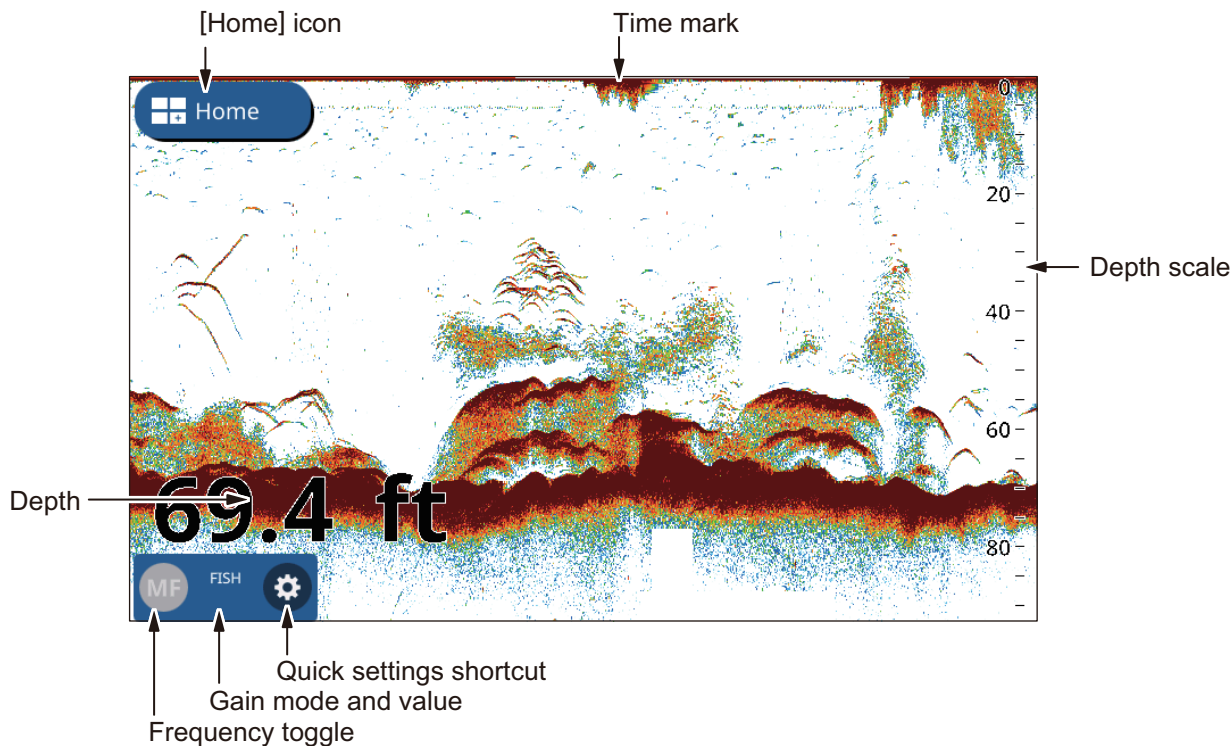 [Home] icon
Time mark
Home
0
20
Depth scale
40
60
Depth
69.4 ft
80
MF
FISH
Quick settings shortcut
Gain mode and value
Frequency toggle